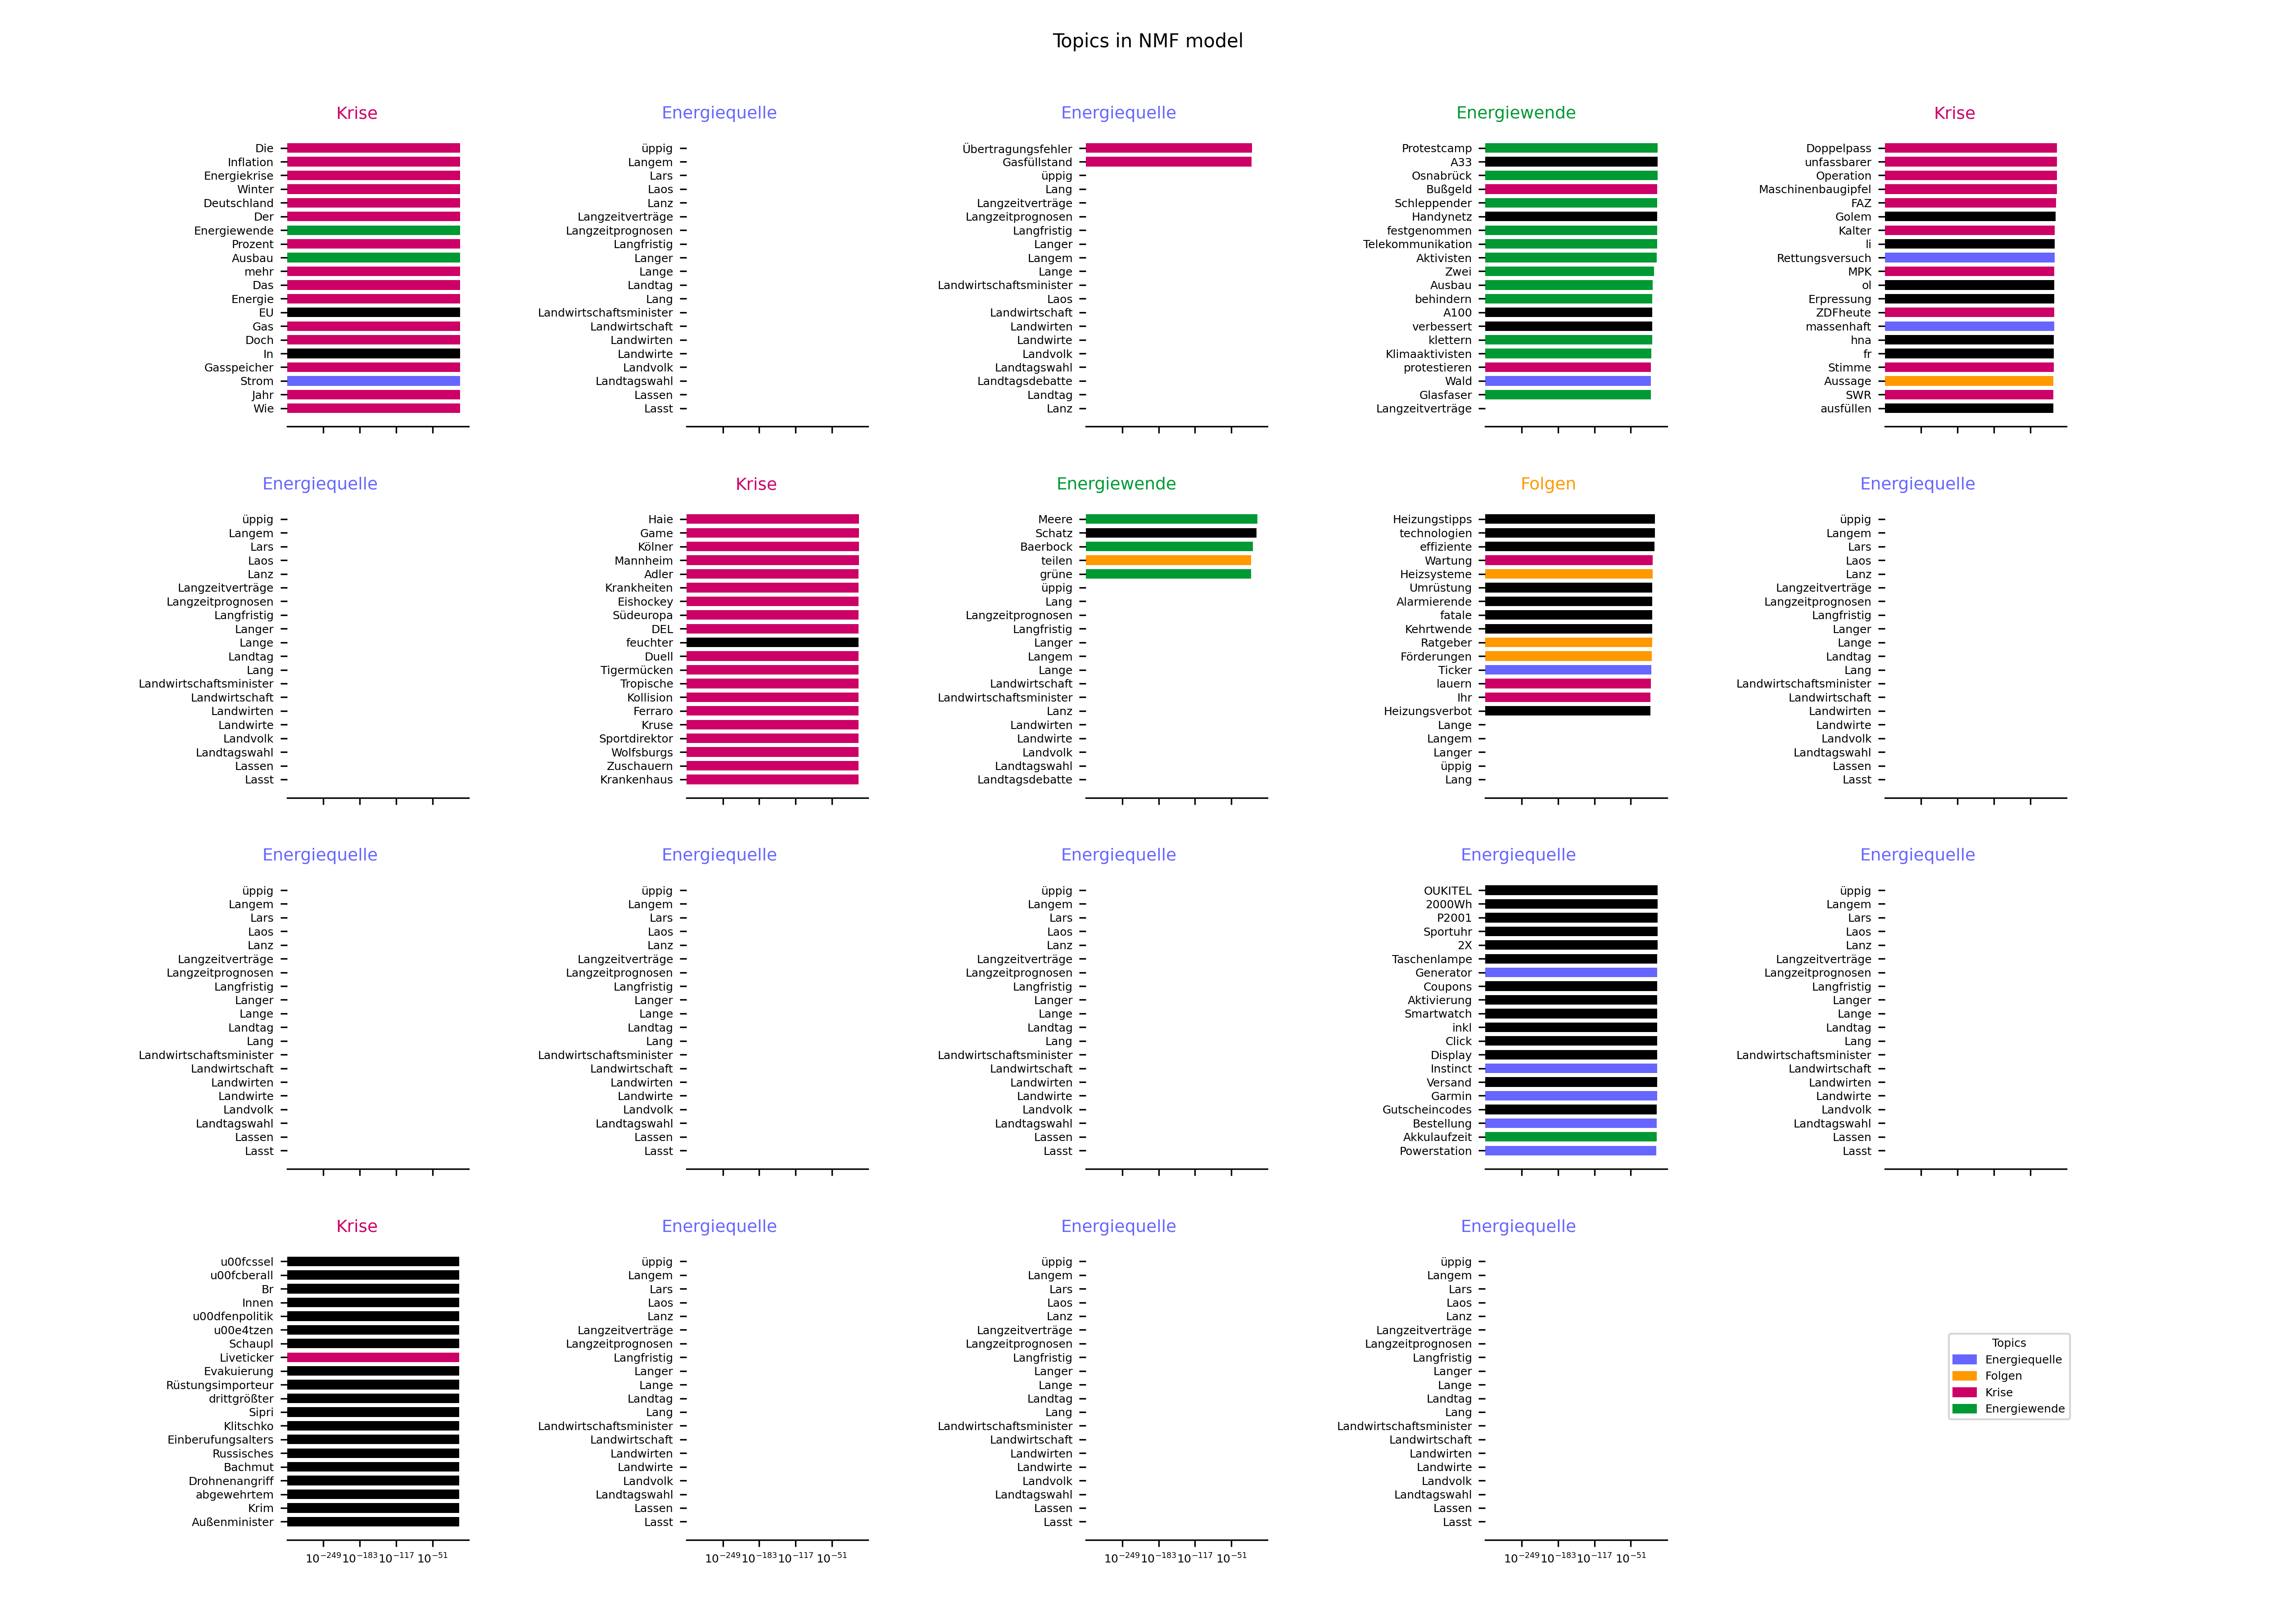 Topics in NMF model
Krise
Die
Inflation
Energiekrise
Winter
Deutschland
Der
Energiewende
Prozent
Ausbau
mehr
Das
Energie
EU
Gas
Doch
In
Gasspeicher
Strom
Jahr
Wie
Energiequelle
üppig
Langem
Lars
Laos
Lanz
Langzeitverträge
Langzeitprognosen
Langfristig
Langer
Lange
Landtag
Lang
Landwirtschaftsminister
Landwirtschaft
Landwirten
Landwirte
Landvolk
Landtagswahl
Lassen
Lasst
Energiequelle
Übertragungsfehler
Gasfüllstand
üppig
Lang
Langzeitverträge
Langzeitprognosen
Langfristig
Langer
Langem
Lange
Landwirtschaftsminister
Laos
Landwirtschaft
Landwirten
Landwirte
Landvolk
Landtagswahl
Landtagsdebatte
Landtag
Lanz
Energiewende
Protestcamp
A33
Osnabrück
Bußgeld
Schleppender
Handynetz
festgenommen
Telekommunikation
Aktivisten
Zwei
Ausbau
behindern
A100
verbessert
klettern
Klimaaktivisten
protestieren
Wald
Glasfaser
Langzeitverträge
Krise
Doppelpass
unfassbarer
Operation
Maschinenbaugipfel
FAZ
Golem
Kalter
li
Rettungsversuch
MPK
ol
Erpressung
ZDFheute
massenhaft
hna
fr
Stimme
Aussage
SWR
ausfüllen
Energiequelle
üppig
Langem
Lars
Laos
Lanz
Langzeitverträge
Langzeitprognosen
Langfristig
Langer
Lange
Landtag
Lang
Landwirtschaftsminister
Landwirtschaft
Landwirten
Landwirte
Landvolk
Landtagswahl
Lassen
Lasst
Krise
Haie
Game
Kölner
Mannheim
Adler
Krankheiten
Eishockey
Südeuropa
DEL
feuchter
Duell
Tigermücken
Tropische
Kollision
Ferraro
Kruse
Sportdirektor
Wolfsburgs
Zuschauern
Krankenhaus
Energiewende
Meere
Schatz
Baerbock
teilen
grüne
üppig
Lang
Langzeitprognosen
Langfristig
Langer
Langem
Lange
Landwirtschaft
Landwirtschaftsminister
Lanz
Landwirten
Landwirte
Landvolk
Landtagswahl
Landtagsdebatte
Folgen
Heizungstipps
technologien
effiziente
Wartung
Heizsysteme
Umrüstung
Alarmierende
fatale
Kehrtwende
Ratgeber
Förderungen
Ticker
lauern
Ihr
Heizungsverbot
Lange
Langem
Langer
üppig
Lang
Energiequelle
üppig
Langem
Lars
Laos
Lanz
Langzeitverträge
Langzeitprognosen
Langfristig
Langer
Lange
Landtag
Lang
Landwirtschaftsminister
Landwirtschaft
Landwirten
Landwirte
Landvolk
Landtagswahl
Lassen
Lasst
Energiequelle
üppig
Langem
Lars
Laos
Lanz
Langzeitverträge
Langzeitprognosen
Langfristig
Langer
Lange
Landtag
Lang
Landwirtschaftsminister
Landwirtschaft
Landwirten
Landwirte
Landvolk
Landtagswahl
Lassen
Lasst
Energiequelle
üppig
Langem
Lars
Laos
Lanz
Langzeitverträge
Langzeitprognosen
Langfristig
Langer
Lange
Landtag
Lang
Landwirtschaftsminister
Landwirtschaft
Landwirten
Landwirte
Landvolk
Landtagswahl
Lassen
Lasst
Energiequelle
üppig
Langem
Lars
Laos
Lanz
Langzeitverträge
Langzeitprognosen
Langfristig
Langer
Lange
Landtag
Lang
Landwirtschaftsminister
Landwirtschaft
Landwirten
Landwirte
Landvolk
Landtagswahl
Lassen
Lasst
Energiequelle
OUKITEL
2000Wh
P2001
Sportuhr
2X
Taschenlampe
Generator
Coupons
Aktivierung
Smartwatch
inkl
Click
Display
Instinct
Versand
Garmin
Gutscheincodes
Bestellung
Akkulaufzeit
Powerstation
Energiequelle
üppig
Langem
Lars
Laos
Lanz
Langzeitverträge
Langzeitprognosen
Langfristig
Langer
Lange
Landtag
Lang
Landwirtschaftsminister
Landwirtschaft
Landwirten
Landwirte
Landvolk
Landtagswahl
Lassen
Lasst
Krise
u00fcssel
u00fcberall
Br
Innen
u00dfenpolitik
u00e4tzen
Schaupl
Liveticker
Evakuierung
Rüstungsimporteur
drittgrößter
Sipri
Klitschko
Einberufungsalters
Russisches
Bachmut
Drohnenangriff
abgewehrtem
Krim
Außenminister
10^-249 10^-183 10^-117 10^-51
Energiequelle
üppig
Langem
Lars
Laos
Lanz
Langzeitverträge
Langzeitprognosen
Langfristig
Langer
Lange
Landtag
Lang
Landwirtschaftsminister
Landwirtschaft
Landwirten
Landwirte
Landvolk
Landtagswahl
Lassen
Lasst
10^-249 10^-183 10^-117 10^-51
Energiequelle
üppig
Langem
Lars
Laos
Lanz
Langzeitverträge
Langzeitprognosen
Langfristig
Langer
Lange
Landtag
Lang
Landwirtschaftsminister
Landwirtschaft
Landwirten
Landwirte
Landvolk
Landtagswahl
Lassen
Lasst
10^-249 10^-183 10^-117 10^-51
Energiequelle
üppig
Langem
Lars
Laos
Lanz
Langzeitverträge
Langzeitprognosen
Langfristig
Langer
Lange
Landtag
Lang
Landwirtschaftsminister
Landwirtschaft
Landwirten
Landwirte
Landvolk
Landtagswahl
Lassen
Lasst
10^-249 10^-183 10^-117 10^-51
Topics
Energiequelle
Folgen
Krise
Energiewende